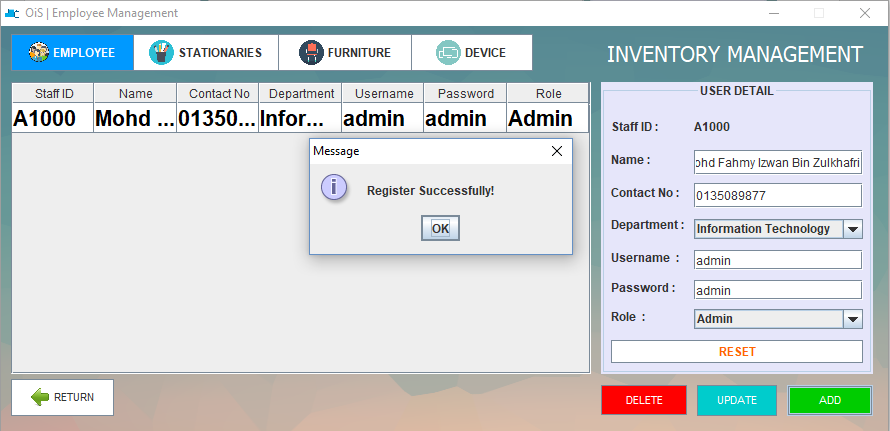 OiS | Employee Management
EMPLOYEE STATIONARIES FURNITURE DEVICE
INVENTORY MANAGEMENT
Staff ID Name Contact No Department Username Password Role
A1000 Mohd ... 01350... Infor... admin admin Admin
Message
Register Successfully!
OK
USER DETAIL
Staff ID : A1000
Name : ohd Fahmy Izwan Bin Zulkhafri
Contact No : 0135089877
Department : Information Technology
Username : admin
Password : admin
Role : Admin
RESET
RETURN
DELETE UPDATE ADD